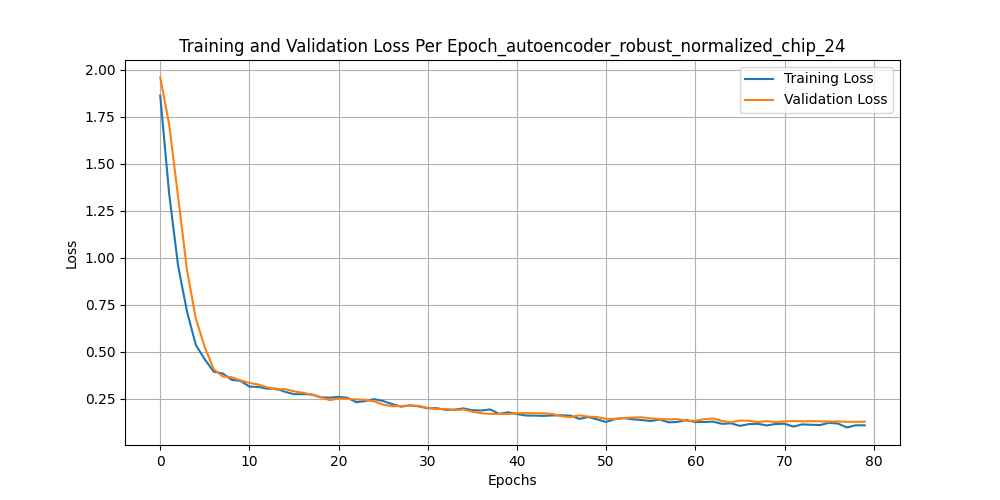 Training and Validation Loss Per Epoch_autoencoder_robust_normalized_chip_24
Training Loss
Validation Loss
2.00
1.75
1.50
1.25
1.00
0.75
0.50
0.25
Loss
0 10 20 30 40 50 60 70 80
Epochs